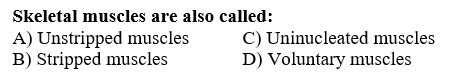 Skeletal muscles are also called:
A) Unstripped muscles C) Uninucleated muscles
B) Stripped muscles D) Voluntary muscles